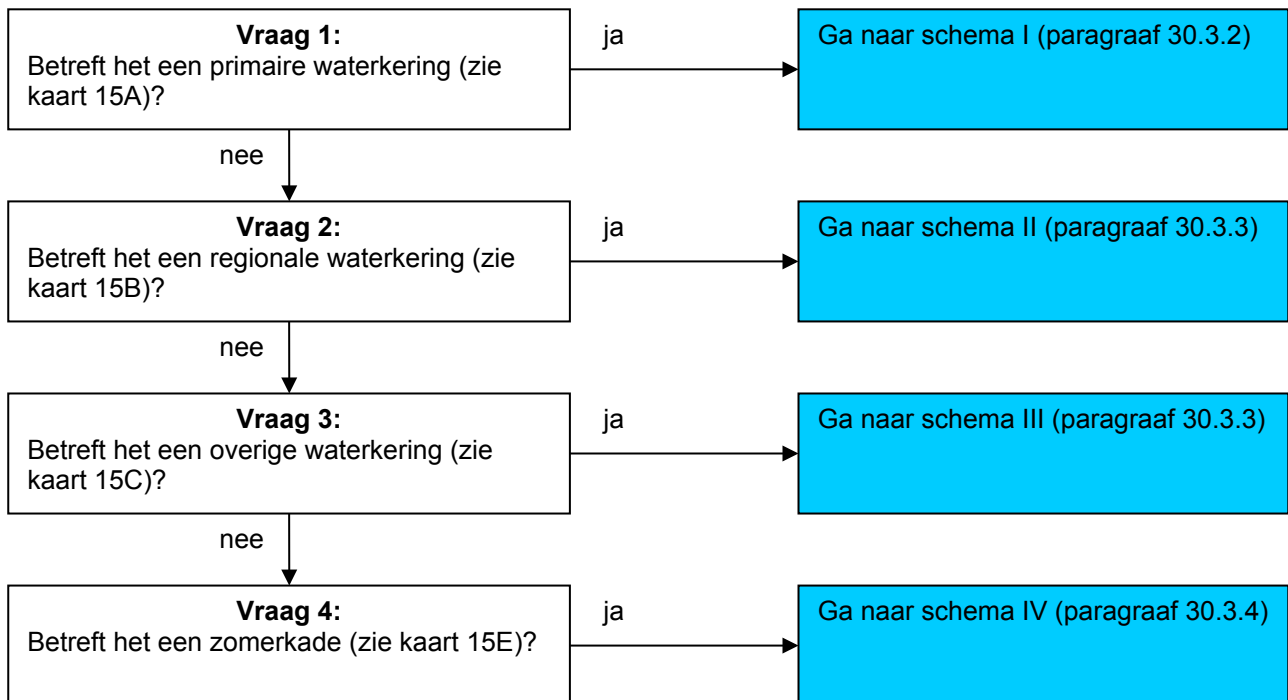 Vraag 1:
Betreft het een primaire waterkering (zie
kaart 15A)?
ja
Ga naar schema I (paragraaf 30.3.2)
nee
Vraag 2:
Betreft het een regionale waterkering (zie
kaart 15B)?
ja
Ga naar schema II (paragraaf 30.3.3)
nee
Vraag 3:
Betreft het een overige waterkering (zie
kaart 15C)?
ja
Ga naar schema III (paragraaf 30.3.3)
nee
Vraag 4:
Betreft het een zomerkade (zie kaart 15E)?
ja
Ga naar schema IV (paragraaf 30.3.4)